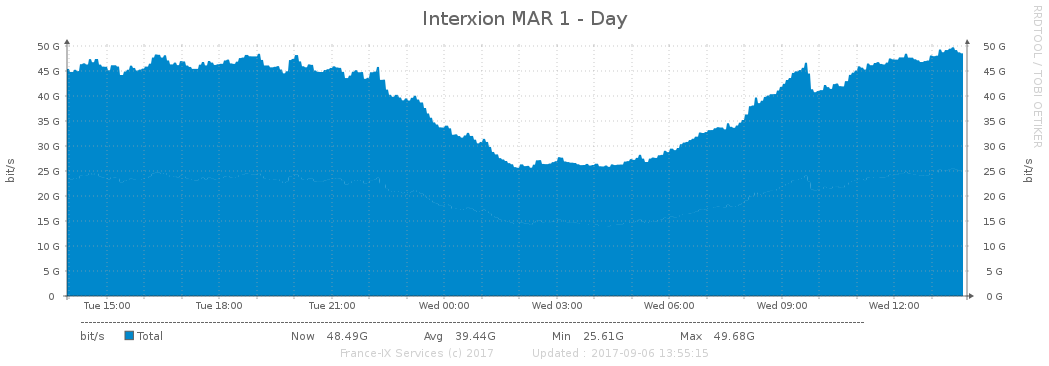 Interxion MAR 1 - Day
RRDTOOL / TOBI OETIKER
50 G 50 G
45 G 45 G
40 G 40 G
35 G 35 G
30 G 30 G
25 G 25 G
20 G 20 G
15 G 15 G
10 G 10 G
5 G 5 G
0 0 G
bit/s
bit/s
Tue 15:00 Tue 18:00 Tue 21:00 Wed 00:00 Wed 03:00 Wed 06:00 Wed 09:00 Wed 12:00
bit/s Total Now 48.49G Avg 39.44G Min 25.61G Max 49.68G
France-IX Services (c) 2017 Updated : 2017-09-06 13:55:15